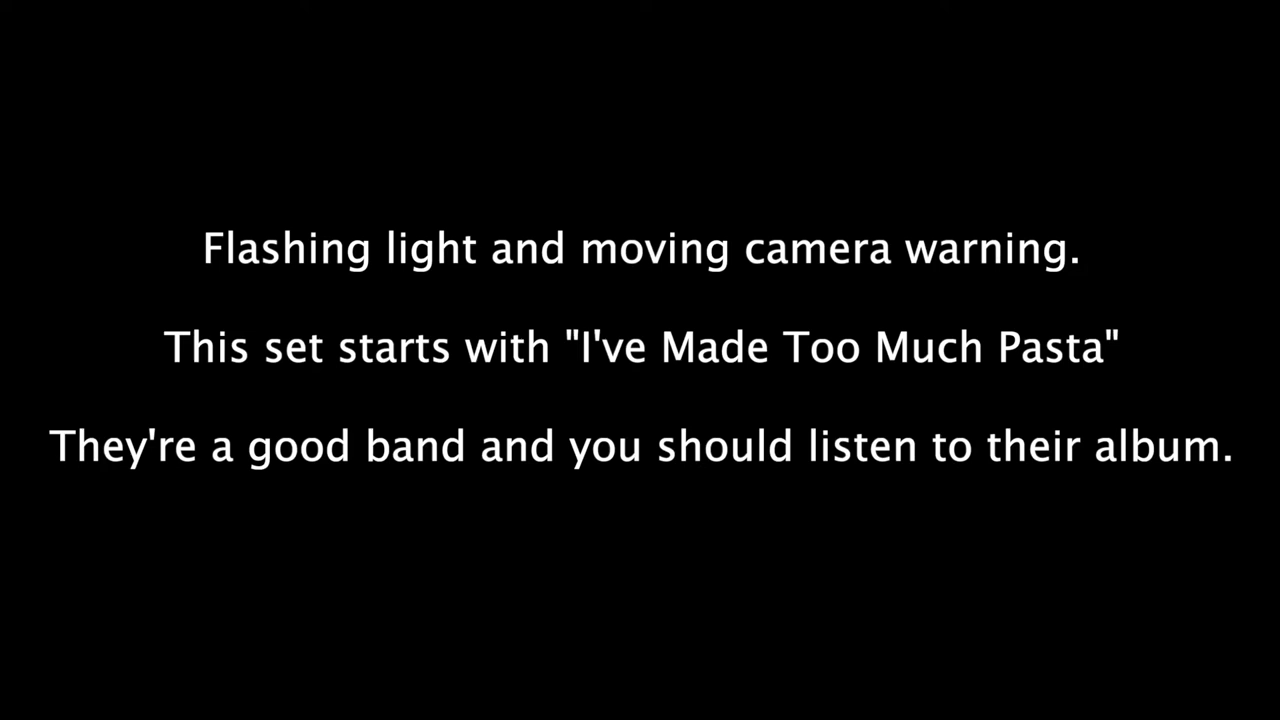 Flashing light and moving camera warning.
This set starts with "I've Made Too Much Pasta"
They're a good band and you should listen to their album.